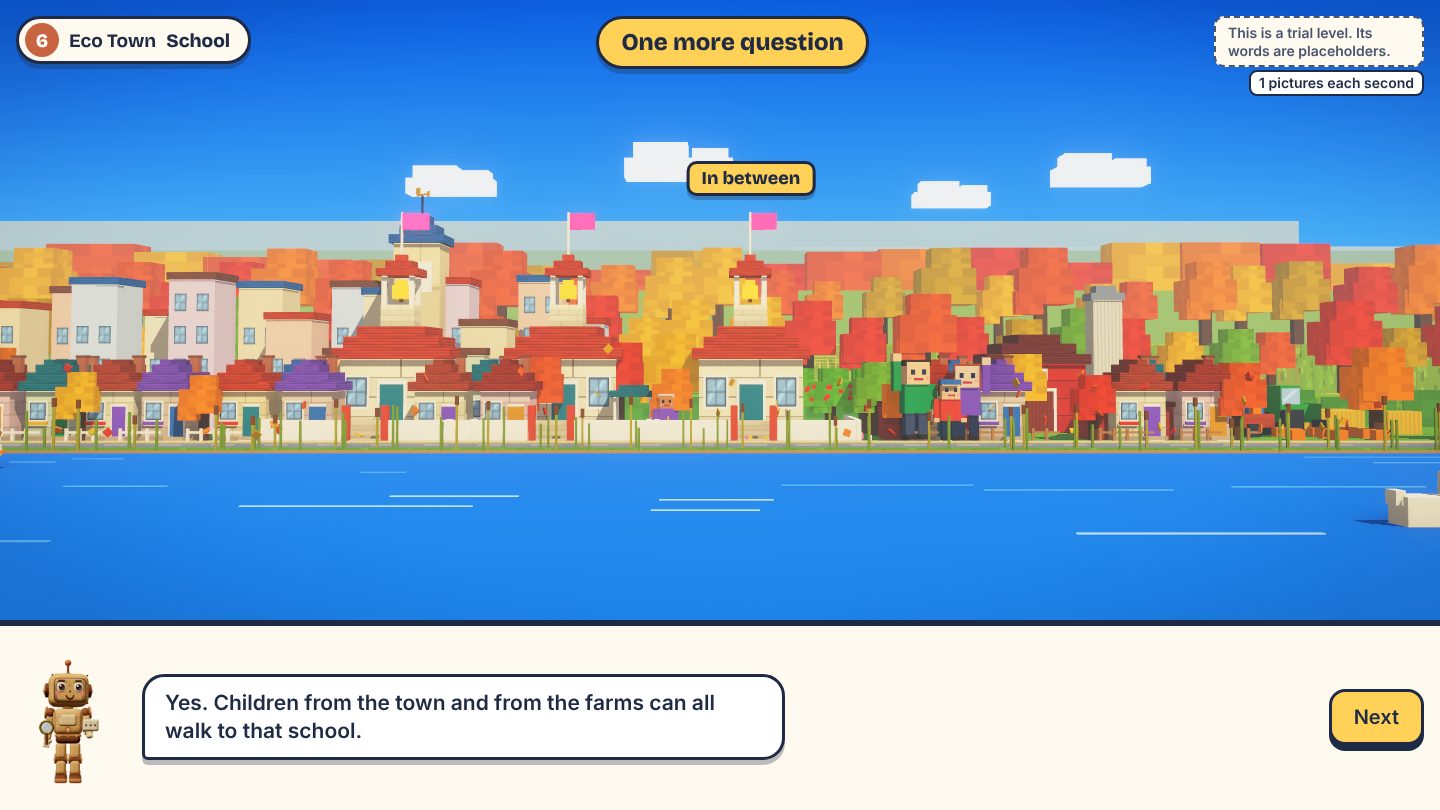 6 Eco Town School
One more question
This is a trial level. Its
words are placeholders.
1 pictures each second
In between
Yes. Children from the town and from the farms can all
walk to that school.
Next